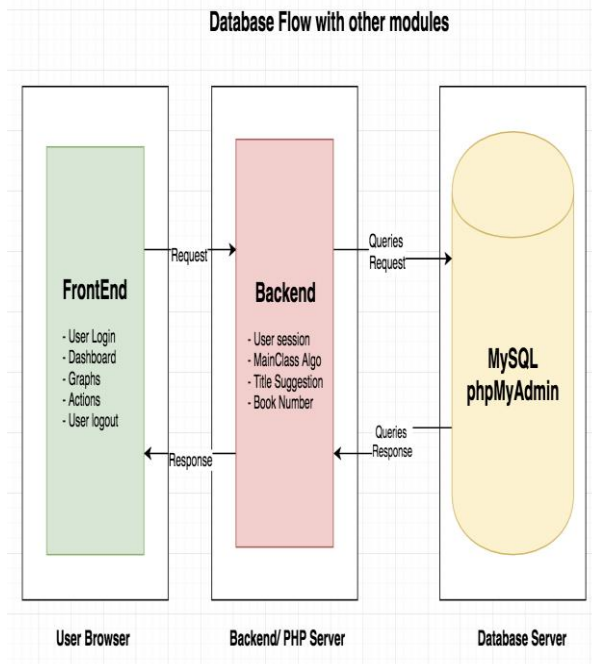 Database Flow with other modules
FrontEnd
- User Login
- Dashboard
- Graphs
- Actions
- User logout
Request
Response
Backend
- User session
- MainClass Algo
- Title Suggestion
- Book Number
Queries
Request
Queries
Response
MySQL
phpMyAdmin
User Browser
Backend/ PHP Server
Database Server